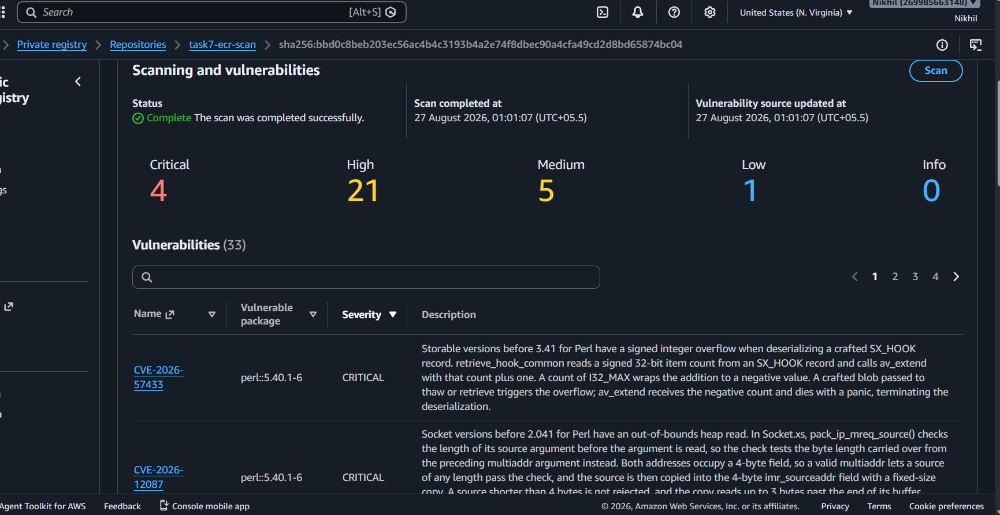 Search [Alt+S] United States (N. Virginia) Nikhil (269985663148)
Nikhil
Private registry Repositories task7-ecr-scan sha256:bbd0c8beb203ec56ac4b4c3193b4a2e74f8dbec90a4cfa49cd2d8bd65874bc04
ic
istry
gs
Scanning and vulnerabilities Scan
Status
Complete The scan was completed successfully.
Scan completed at
27 August 2026, 01:01:07 (UTC+05.5)
Vulnerability source updated at
27 August 2026, 01:01:07 (UTC+05.5)
Critical High Medium Low Info
4 21 5 1 0
Vulnerabilities (33)
1 2 3 4
Name Vulnerable package Severity Description
CVE-2026-
57433
perl::5.40.1-6 CRITICAL
Storable versions before 3.41 for Perl have a signed integer overflow when deserializing a crafted SX_HOOK
record. retrieve_hook_common reads a signed 32-bit item count from an SX_HOOK record and calls av_extend
with that count plus one. A count of I32_MAX wraps the addition to a negative value. A crafted blob passed to
thaw or retrieve triggers the overflow; av_extend receives the negative count and dies with a panic, terminating the
deserialization.
CVE-2026-
12087
perl::5.40.1-6 CRITICAL
Socket versions before 2.041 for Perl have an out-of-bounds heap read. In Socket.xs, pack_ip_mreq_source() checks
the length of its source argument before the argument is read, so the check tests the byte length carried over from
the preceding multiaddr argument instead. Both addresses occupy a 4-byte field, so a valid multiaddr lets a source
of any length pass the check, and the source is then copied into the 4-byte imr_sourceaddr field with a fixed-size
copy. A source shorter than 4 bytes is not rejected, and the copy reads up to 3 bytes past the end of its buffer.
Agent Toolkit for AWS Feedback Console mobile app © 2026, Amazon Web Services, Inc. or its affiliates. Privacy Terms Cookie preferences